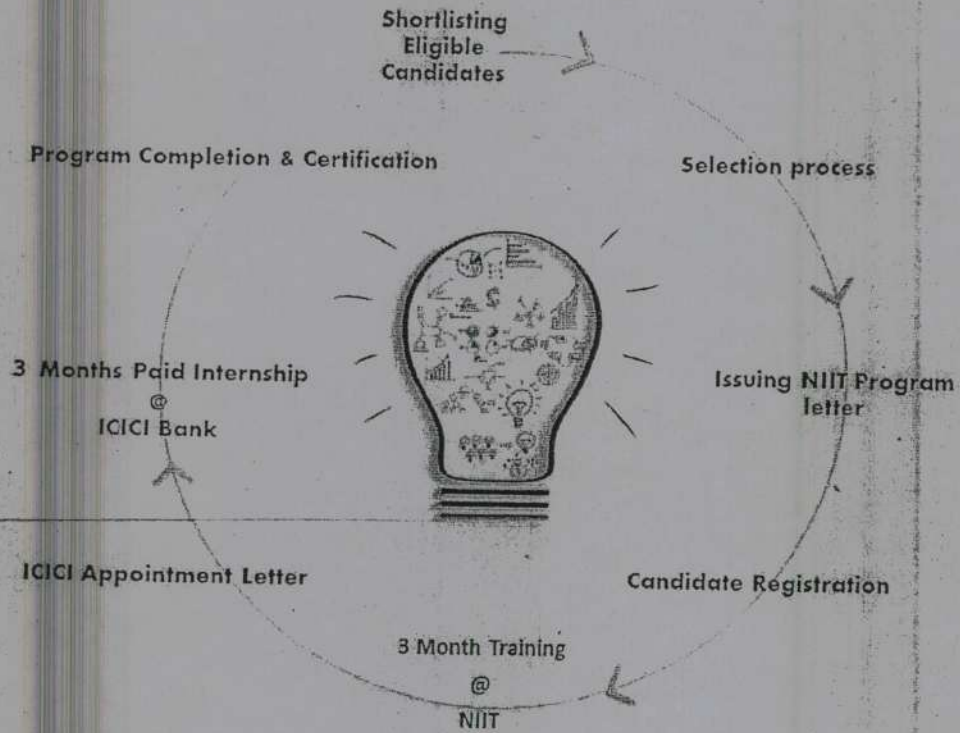 Shortlisting
Eligible
Candidates
Selection process
Issuing NIIT Program
letter
Candidate Registration
3 Month Training
@
NIIT
ICICI Appointment Letter
3 Months Paid Internship
@
ICICI Bank
Program Completion & Certification